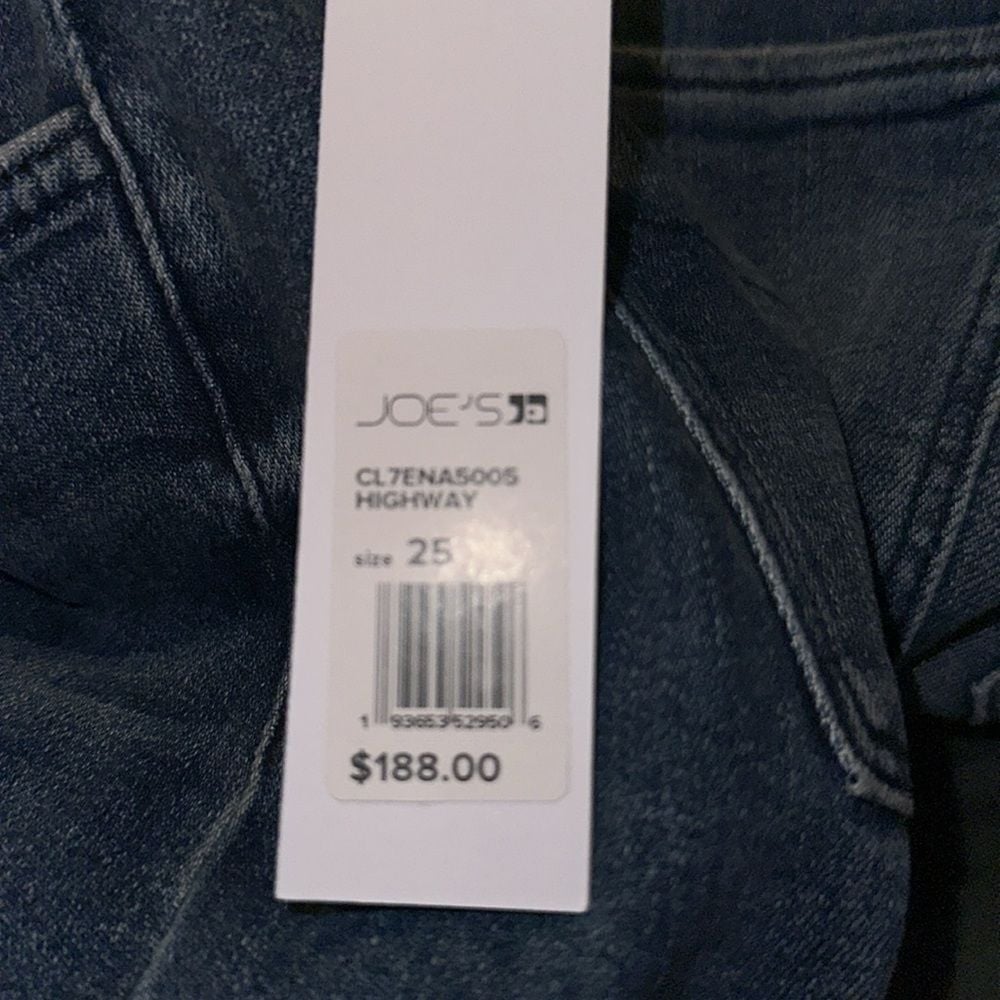 JOE'S
CL7ENA5005
HIGHWAY
size 25
1 93653 52950 6
$188.00